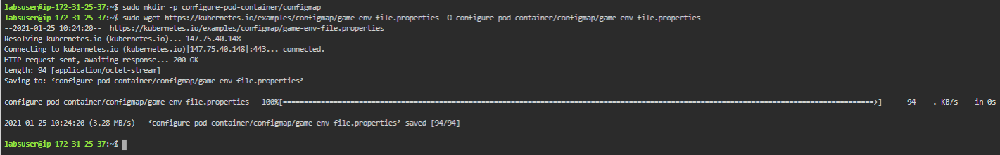 labsuser@ip-172-31-25-37:~$ sudo mkdir -p configure-pod-container/configmap
labsuser@ip-172-31-25-37:~$ sudo wget https://kubernetes.io/examples/configmap/game-env-file.properties -O configure-pod-container/configmap/game-env-file.properties
--2021-01-25 10:24:20--  https://kubernetes.io/examples/configmap/game-env-file.properties
Resolving kubernetes.io (kubernetes.io)... 147.75.40.148
Connecting to kubernetes.io (kubernetes.io)|147.75.40.148|:443... connected.
HTTP request sent, awaiting response... 200 OK
Length: 94 [application/octet-stream]
Saving to: ‘configure-pod-container/configmap/game-env-file.properties’
configure-pod-container/configmap/game-env-file.properties   100%[============================================================================================================================================>]      94  --.-KB/s    in 0s
2021-01-25 10:24:20 (3.28 MB/s) - ‘configure-pod-container/configmap/game-env-file.properties’ saved [94/94]
labsuser@ip-172-31-25-37:~$